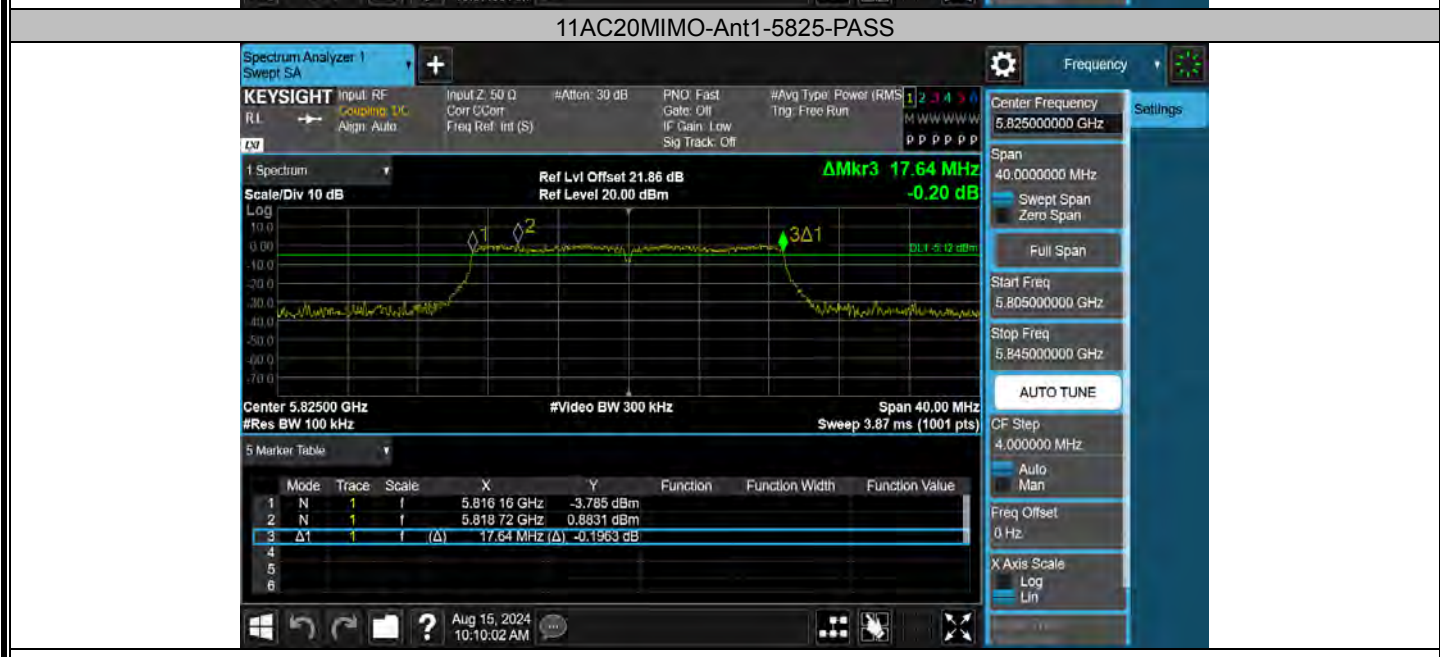 11AC20MIMO-Ant1-5825-PASS
Spectrum Analyzer 1
Swept SA
+
Frequency
KEYSIGHT
RL
LXI
Input: RF
Coupling: DC
Align: Auto
Input Z: 50 Ω
Corr CCorr
Freq Ref: Int (S)
#Atten: 30 dB
PNO: Fast
Gate: Off
IF Gain: Low
Sig Track: Off
#Avg Type: Power (RMS
Trig: Free Run
1 2 3 4 5 6
M W W W W W
P P P P P P
1 Spectrum
Scale/Div 10 dB
Ref Lvl Offset 21.86 dB
Ref Level 20.00 dBm
ΔMkr3 17.64 MHz
-0.20 dB
Log
10.0
0.00
-10.0
-20.0
-30.0
-40.0
-50.0
-60.0
-70.0
1
2
3Δ1
DL1 -5.12 dBm
Center 5.82500 GHz
#Res BW 100 kHz
#Video BW 300 kHz
Span 40.00 MHz
Sweep 3.87 ms (1001 pts)
5 Marker Table
Mode Trace Scale X Y Function Function Width Function Value
1 N 1 f 5.816 16 GHz -3.785 dBm
2 N 1 f 5.818 72 GHz 0.8831 dBm
3 Δ1 1 f (Δ) 17.64 MHz (Δ) -0.1963 dB
4
5
6
?
Aug 15, 2024
10:10:02 AM
Center Frequency
5.825000000 GHz
Settings
Span
40.0000000 MHz
Swept Span
Zero Span
Full Span
Start Freq
5.805000000 GHz
Stop Freq
5.845000000 GHz
AUTO TUNE
CF Step
4.000000 MHz
Auto
Man
Freq Offset
0 Hz
X Axis Scale
Log
Lin